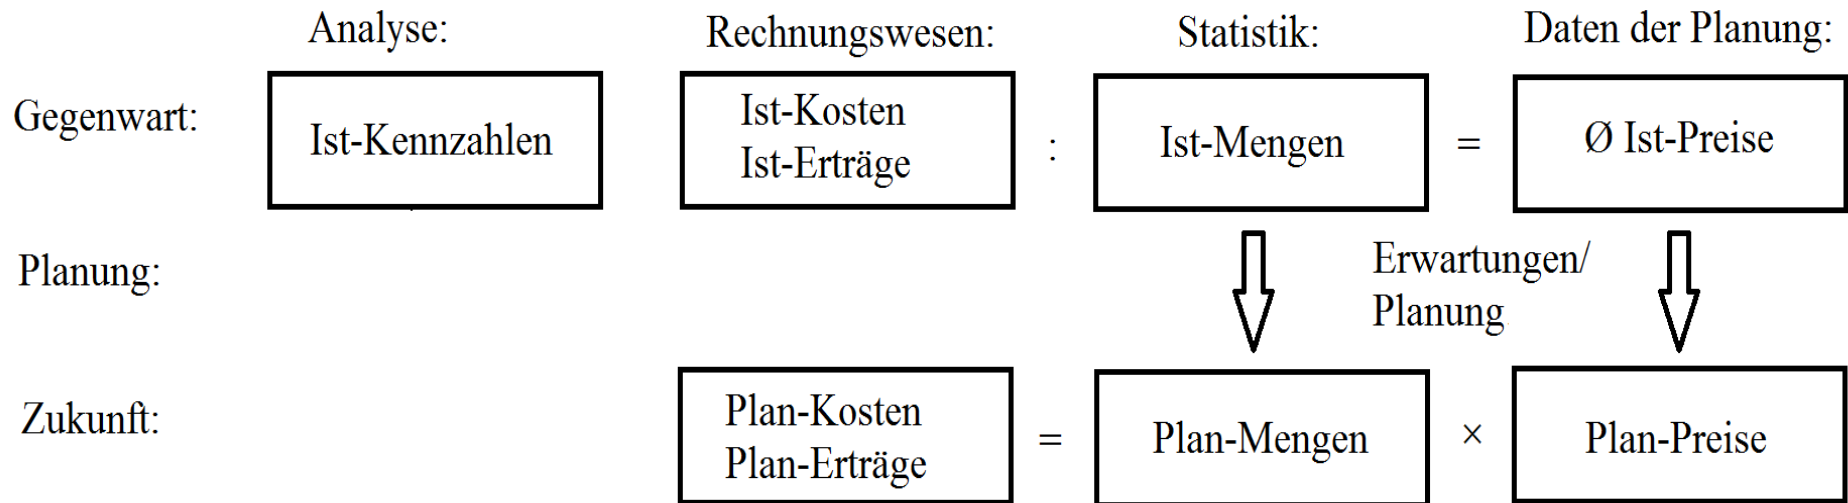 Analyse:
Rechnungswesen:
Statistik:
Daten der Planung:
Gegenwart:
Ist-Kennzahlen
Ist-Kosten
Ist-Erträge
:
Ist-Mengen
=
Ø Ist-Preise
Planung:
Erwartungen/
Planung
Zukunft:
Plan-Kosten
Plan-Erträge
=
Plan-Mengen
×
Plan-Preise